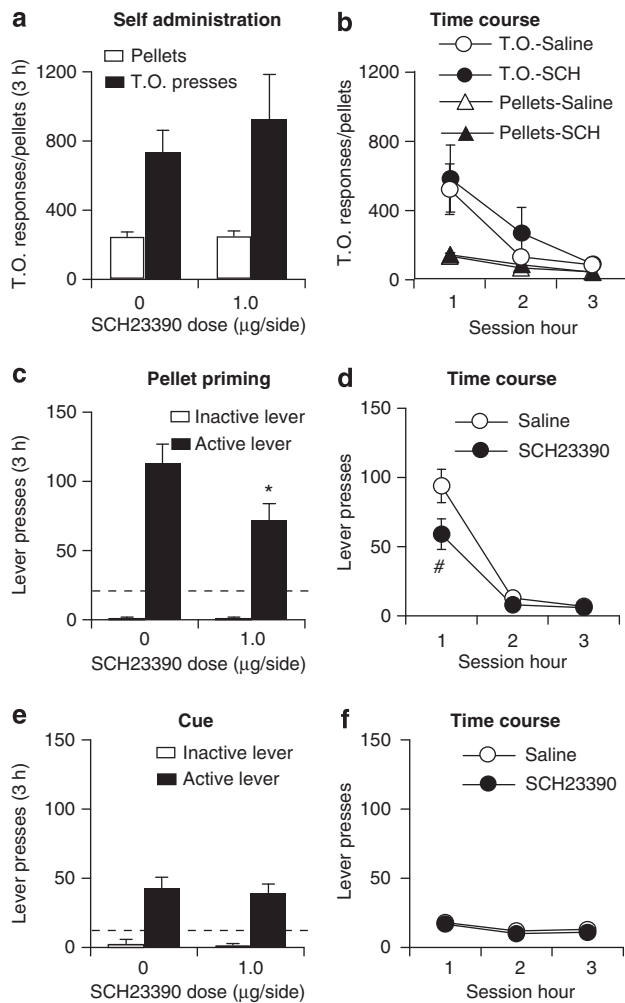 a
Self administration
Pellets
T.O. presses
T.O. responses/pellets (3 h)
1200
800
400
0
0
1.0
SCH23390 dose (μg/side)
b
Time course
T.O.-Saline
T.O.-SCH
Pellets-Saline
Pellets-SCH
T.O. responses/pellets
1200
800
400
0
1
2
3
Session hour
c
Pellet priming
Inactive lever
Active lever
Lever presses (3 h)
150
100
50
0
*
0
1.0
SCH23390 dose (μg/side)
d
Time course
Saline
SCH23390
Lever presses
150
100
50
0
#
1
2
3
Session hour
e
Cue
Inactive lever
Active lever
Lever presses (3 h)
150
100
50
0
0
1.0
SCH23390 dose (μg/side)
f
Time course
Saline
SCH23390
Lever presses
150
100
50
0
1
2
3
Session hour